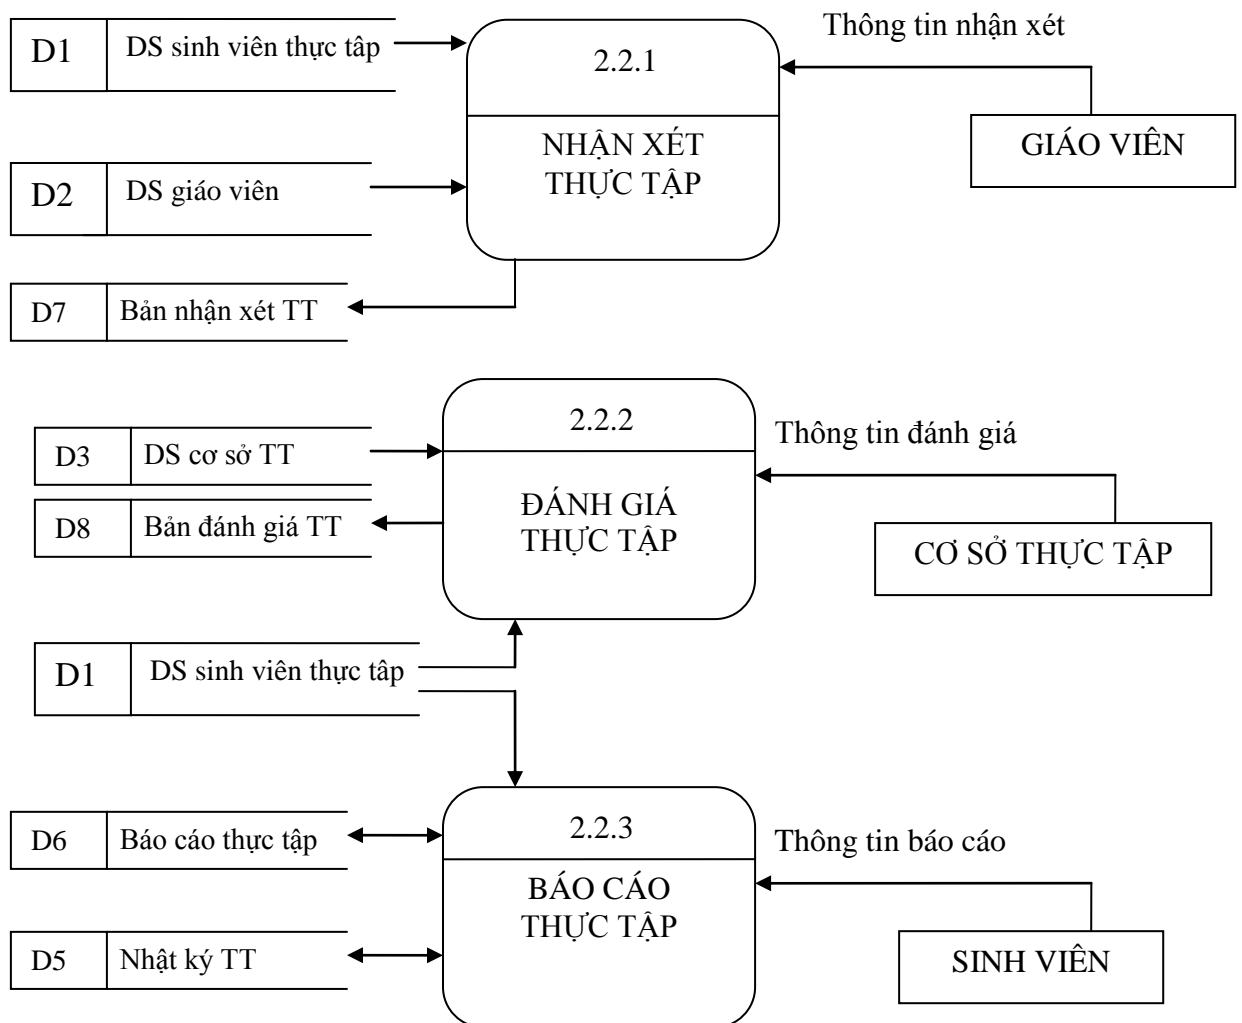 Thông tin nhận xét
D1 DS sinh viên thực tâp
2.2.1
NHẬN XÉT
THỰC TẬP
GIÁO VIÊN
D2 DS giáo viên
D7 Bản nhận xét TT
2.2.2
Thông tin đánh giá
D3 DS cơ sở TT
ĐÁNH GIÁ
THỰC TẬP
D8 Bản đánh giá TT
CƠ SỞ THỰC TẬP
D1 DS sinh viên thực tâp
2.2.3
Thông tin báo cáo
D6 Báo cáo thực tập
BÁO CÁO
THỰC TẬP
D5 Nhật ký TT
SINH VIÊN